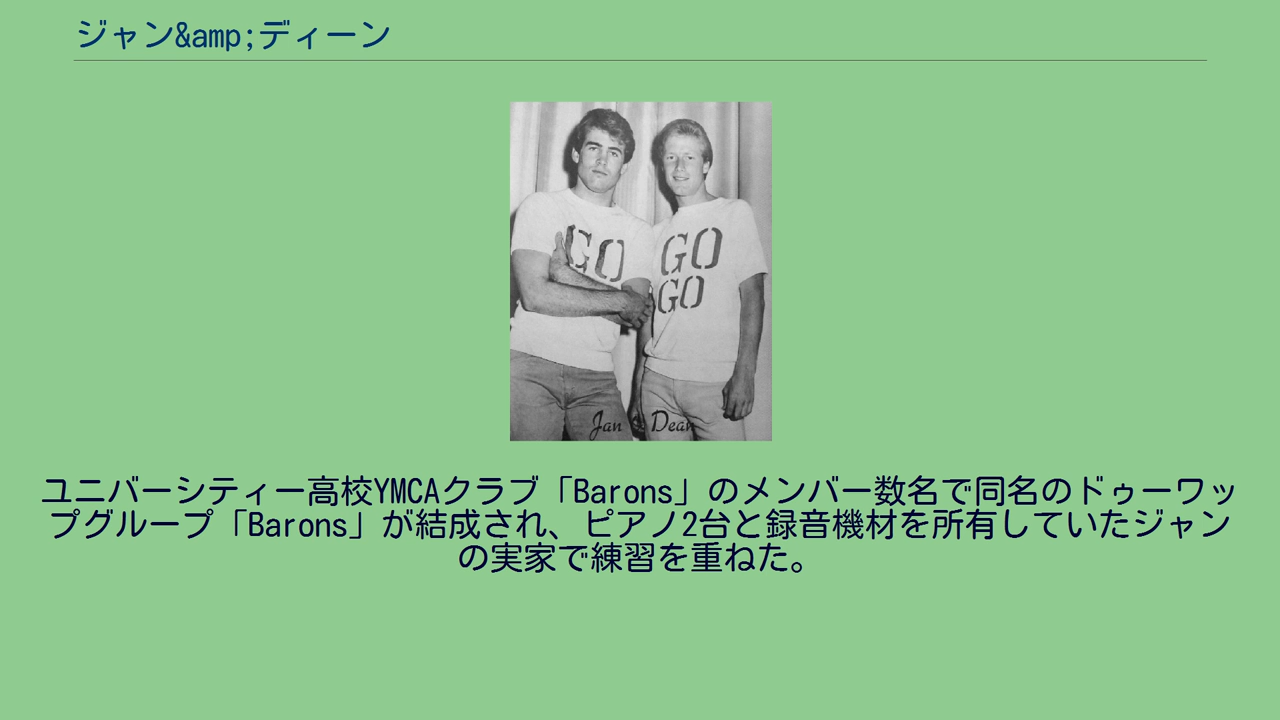 ジャン&amp;ディーン
GO
GO
GO
Jan & Dean
ユニバーシティー高校YMCAクラブ「Barons」のメンバー数名で同名のドゥーワッ
プグループ「Barons」が結成され、ピアノ2台と録音機材を所有していたジャン
の実家で練習を重ねた。